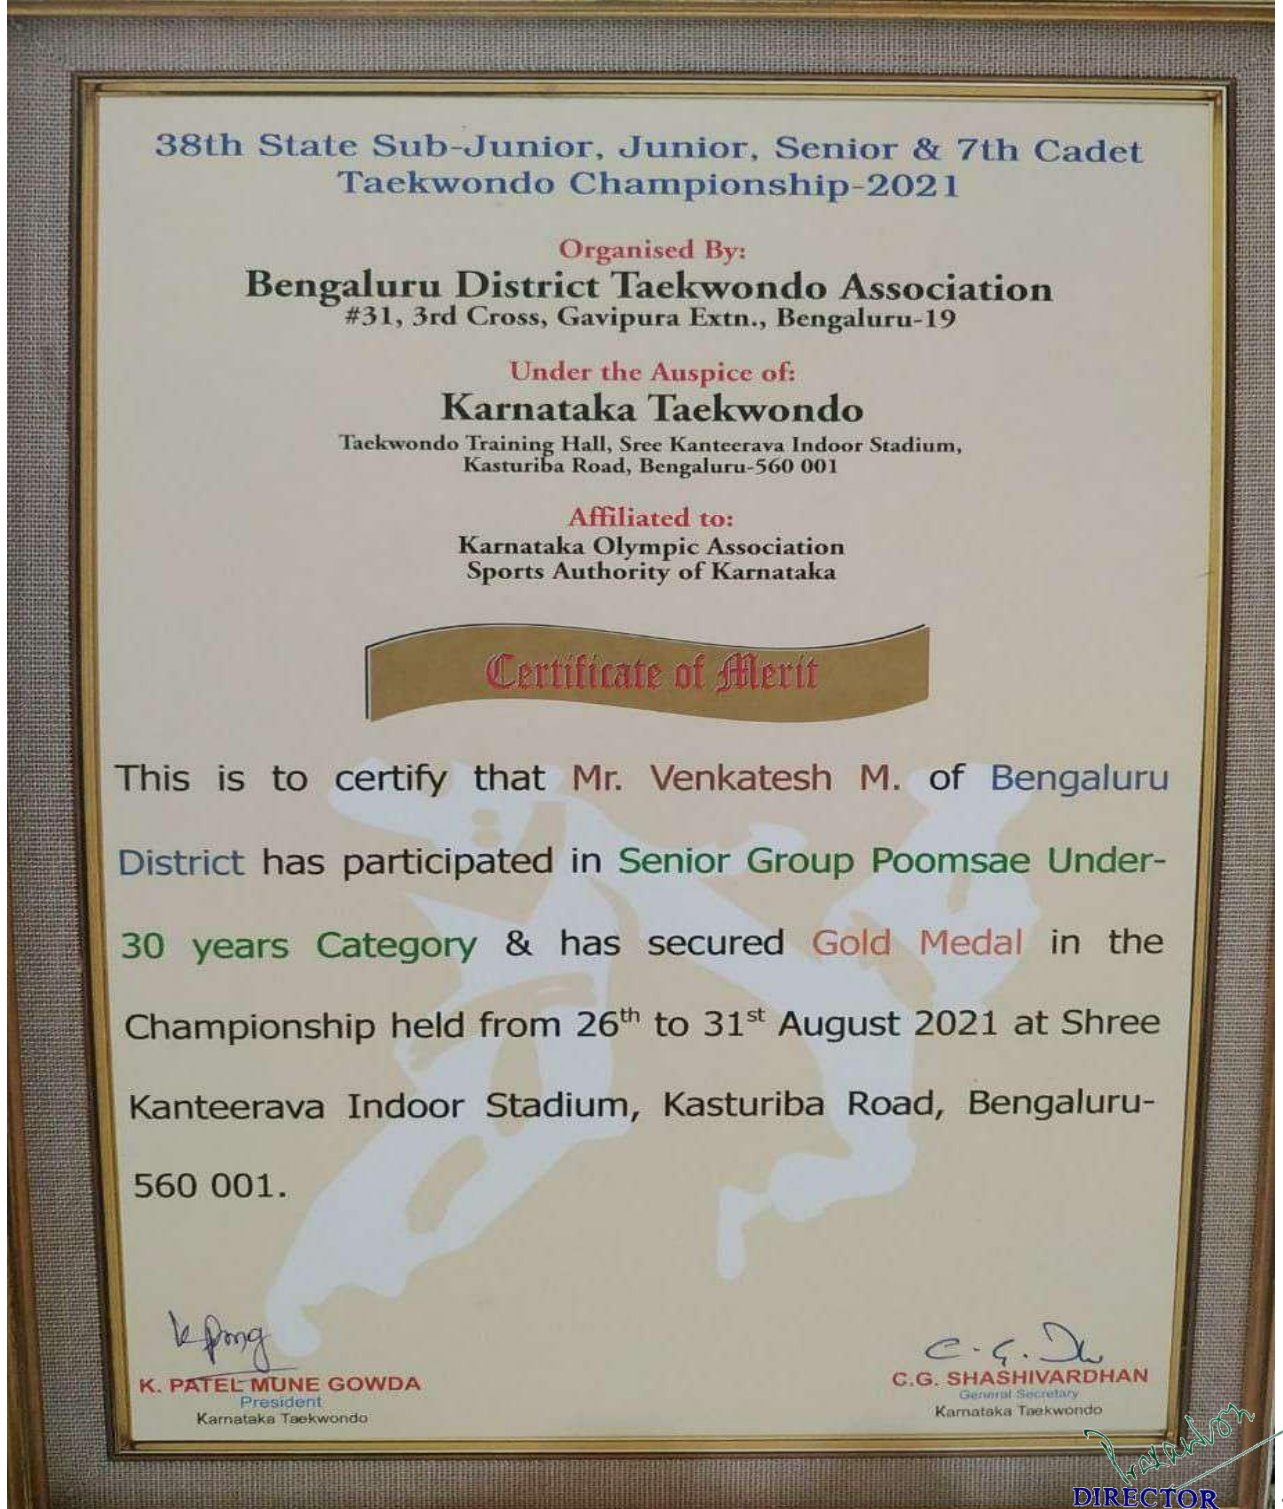 38th State Sub-Junior, Junior, Senior & 7th Cadet
Taekwondo Championship-2021
Organised By:
Bengaluru District Taekwondo Association
#31, 3rd Cross, Gavipura Extn., Bengaluru-19
Under the Auspice of:
Karnataka Taekwondo
Taekwondo Training Hall, Sree Kanteerava Indoor Stadium,
Kasturiba Road, Bengaluru-560 001
Affiliated to:
Karnataka Olympic Association
Sports Authority of Karnataka
Certificate of Merit
This is to certify that Mr. Venkatesh M. of Bengaluru
District has participated in Senior Group Poomsae Under-
30 years Category & has secured Gold Medal in the
Championship held from 26th to 31st August 2021 at Shree
Kanteerava Indoor Stadium, Kasturiba Road, Bengaluru-
560 001.
K. PATEL MUNE GOWDA
President
Karnataka Taekwondo
C.G. SHASHIVARDHAN
General Secretary
Karnataka Taekwondo
DIRECTOR